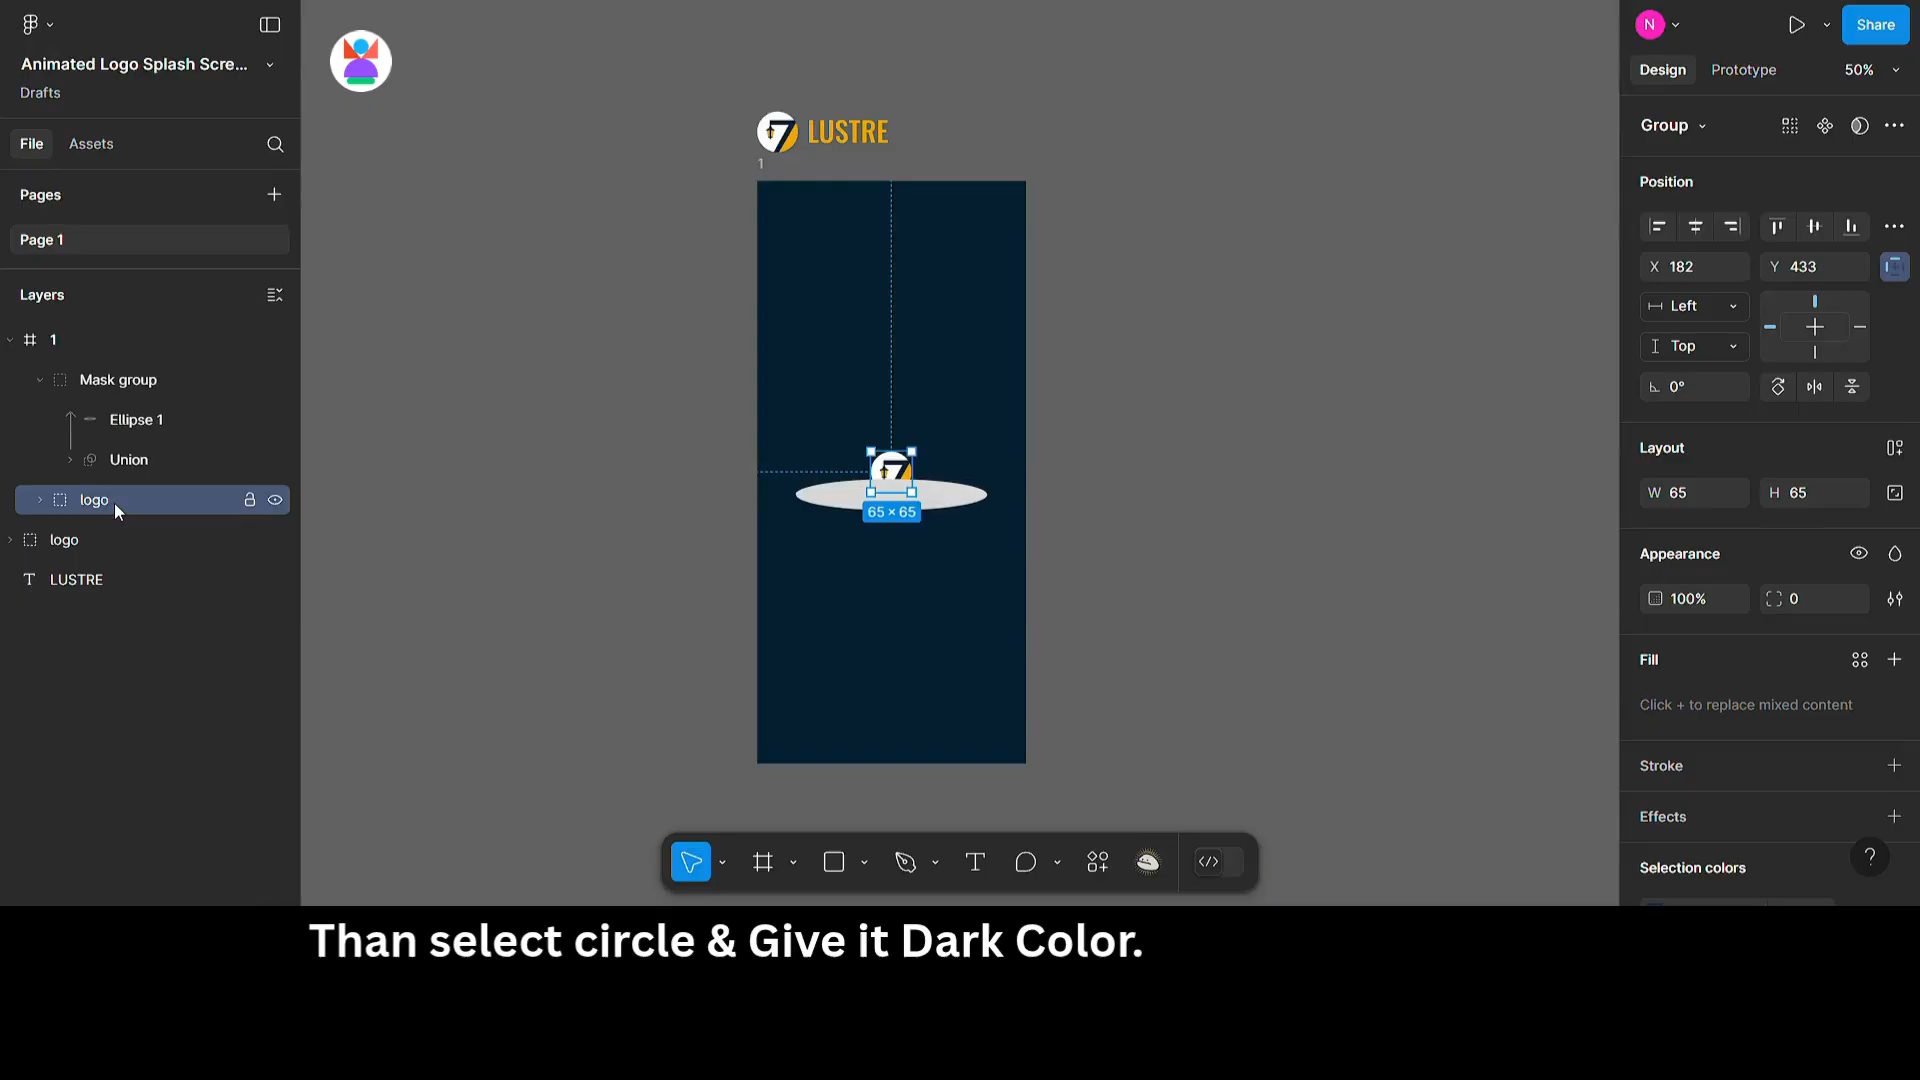 Animated Logo Splash Scre...
Drafts
File
Assets
Pages
Page 1
Layers
1
Mask group
Ellipse 1
Union
logo
logo
T LUSTRE
7 LUSTRE
1
65 × 65
N
Share
Design
Prototype
50%
Group
Position
X 182
Y 433
Left
Top
0°
Layout
W 65
H 65
Appearance
100%
0
Fill
Click + to replace mixed content
Stroke
Effects
?
Selection colors
Than select circle & Give it Dark Color.